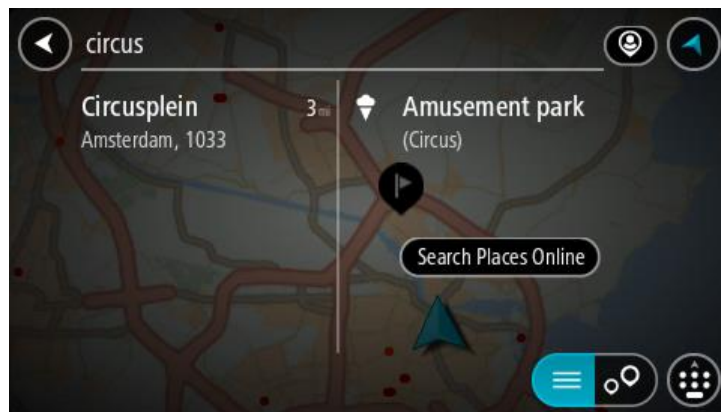 circus
Circusplein
3 mi
Amsterdam, 1033
Amusement park
(Circus)
Search Places Online